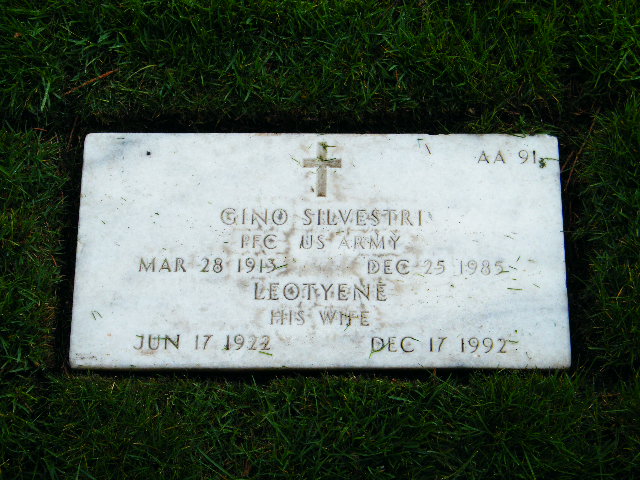 AA 91
GINO SILVESTRI
PFC US ARMY
MAR 28 1913 DEC 25 1985
LEOTYENE
HIS WIFE
JUN 17 1922 DEC 17 1992